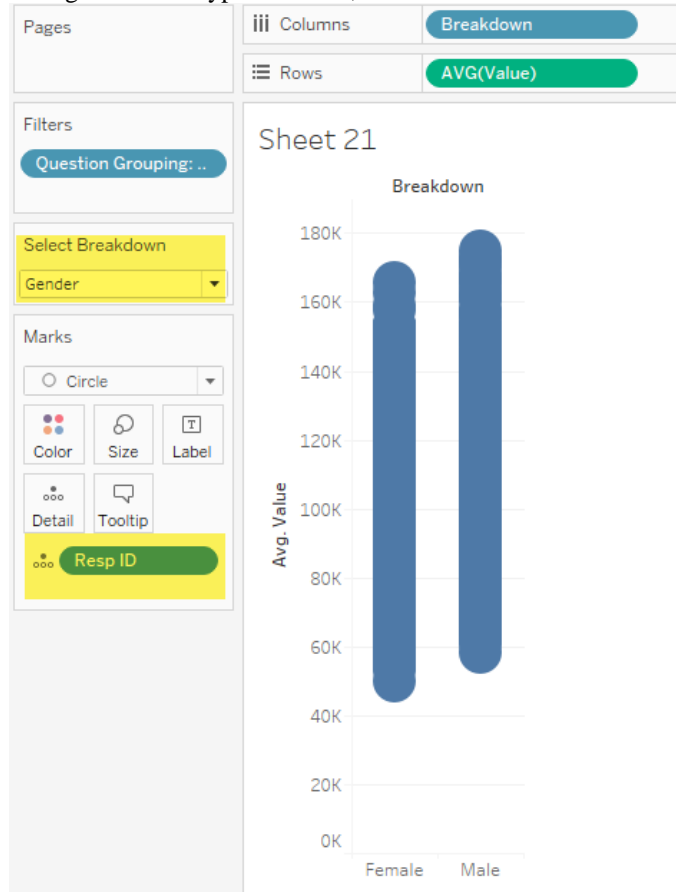 Pages
Columns Breakdown
Rows AVG(Value)
Filters
Question Grouping: ..
Select Breakdown
Gender
Marks
Circle
Color Size Label
T
Detail Tooltip
Resp ID
Sheet 21
Breakdown
180K
160K
140K
120K
100K
80K
60K
40K
20K
0K
Avg. Value
Female Male